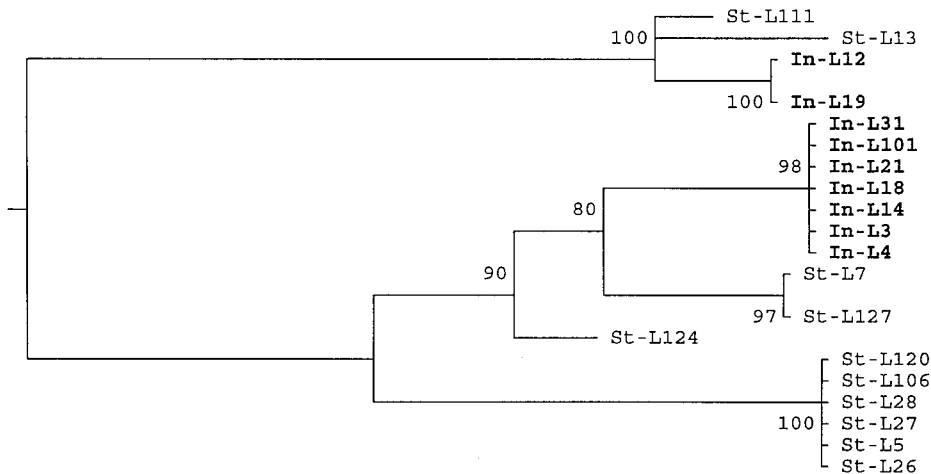 St-L111
100 St-L13
In-L12
100 In-L19
In-L31
In-L101
98 In-L21
In-L18
80 In-L14
In-L3
In-L4
90 St-L7
97 St-L127
St-L124
St-L120
St-L106
St-L28
100 St-L27
St-L5
St-L26